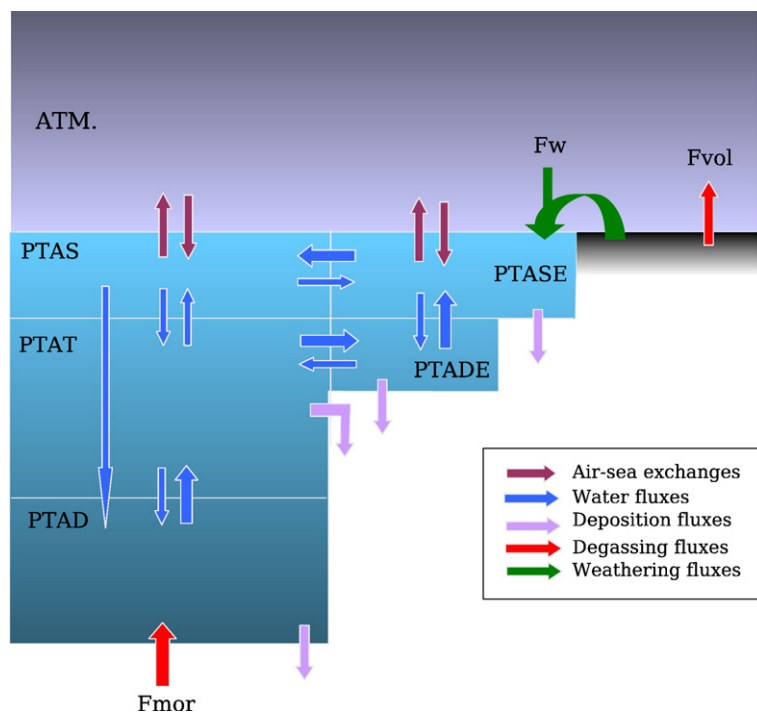 ATM.
Fw
Fvol
PTAS
PTASE
PTAT
PTADE
PTAD
Air-sea exchanges
Water fluxes
Deposition fluxes
Degassing fluxes
Weathering fluxes
Fmor